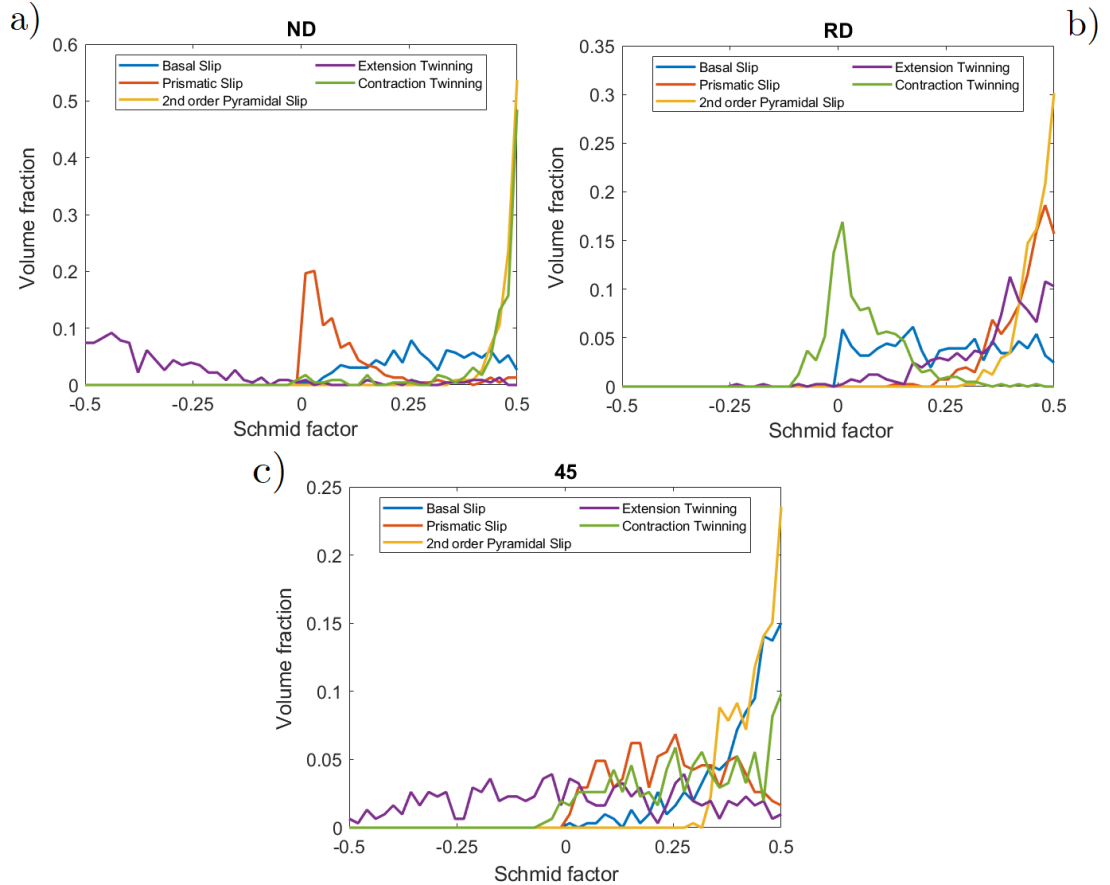 a)
ND
Basal Slip
Prismatic Slip
2nd order Pyramidal Slip
Extension Twinning
Contraction Twinning
Volume fraction
0.6
0.5
0.4
0.3
0.2
0.1
0
-0.5
-0.25
0
0.25
0.5
Schmid factor
b)
RD
Basal Slip
Prismatic Slip
2nd order Pyramidal Slip
Extension Twinning
Contraction Twinning
Volume fraction
0.35
0.3
0.25
0.2
0.15
0.1
0.05
0
-0.5
-0.25
0
0.25
0.5
Schmid factor
c)
45
Basal Slip
Prismatic Slip
2nd order Pyramidal Slip
Extension Twinning
Contraction Twinning
Volume fraction
0.25
0.2
0.15
0.1
0.05
0
-0.5
-0.25
0
0.25
0.5
Schmid factor